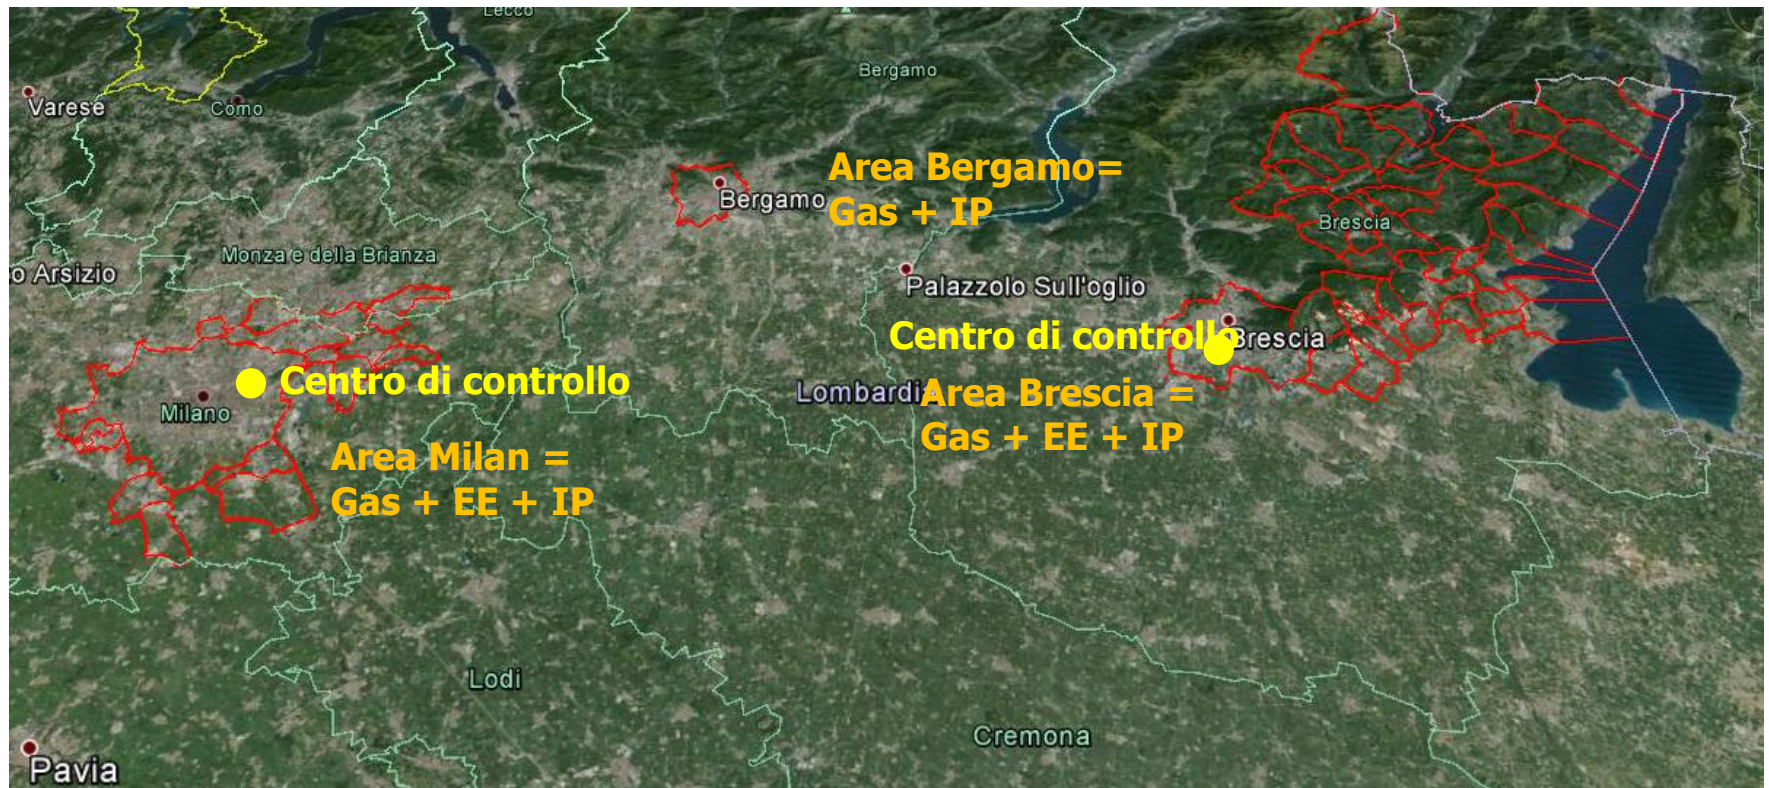 Lecco
Bergamo
Varese
Como
Area Bergamo=
Gas + IP
Bergamo
Brescia
Monza e della Brianza
o Arsizio
Palazzolo Sull'oglio
Centro di controllo
Brescia
Centro di controllo
Lombardia
Area Brescia =
Gas + EE + IP
Milano
Area Milan =
Gas + EE + IP
Lodi
Cremona
Pavia